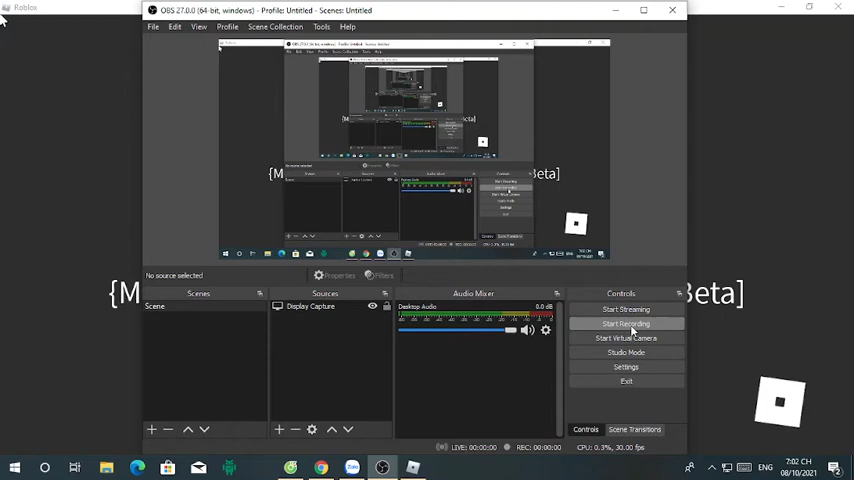 Roblox
OBS 27.0.0 (64-bit, windows) - Profile: Untitled - Scenes: Untitled
File Edit View Profile Scene Collection Tools Help
{M Beta]
No source selected Properties Filters
{M Beta]
Scenes Sources Audio Mixer Controls
Scene Display Capture Desktop Audio 0.0 dB Start Streaming
Start Recording
Start Virtual Camera
Studio Mode
Settings
Exit
Controls Scene Transitions
LIVE: 00:00:00 REC: 00:00:00 CPU: 0.3%, 30.00 fps
Zalo ENG 7:02 CH
08/10/2021 2